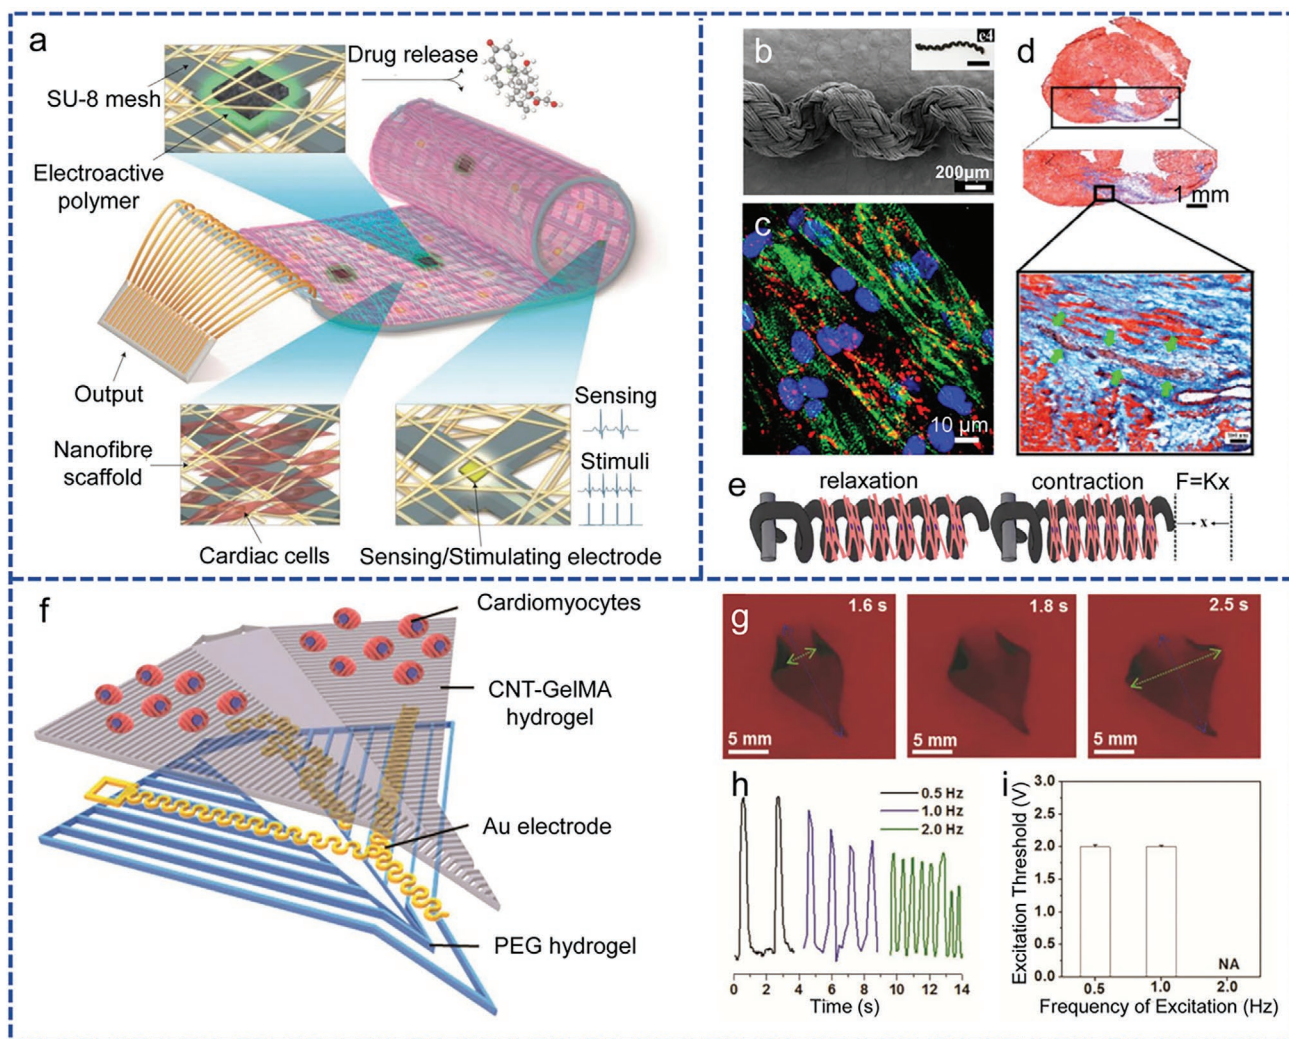 a
Drug release
SU-8 mesh
Electroactive
polymer
Output
Nanofibre
scaffold
Cardiac cells
Sensing
Stimuli
Sensing/Stimulating electrode
b
e4
200μm
c
10 μm
d
1 mm
e
relaxation
contraction
F=Kx
x
f
Cardiomyocytes
CNT-GelMA
hydrogel
Au electrode
PEG hydrogel
g
1.6 s
1.8 s
2.5 s
5 mm
5 mm
5 mm
h
0.5 Hz
1.0 Hz
2.0 Hz
0 2 4 6 8 10 12 14
Time (s)
i
Excitation Threshold (V)
3.0
2.5
2.0
1.5
1.0
0.5
0.0
NA
0.5 1.0 2.0
Frequency of Excitation (Hz)